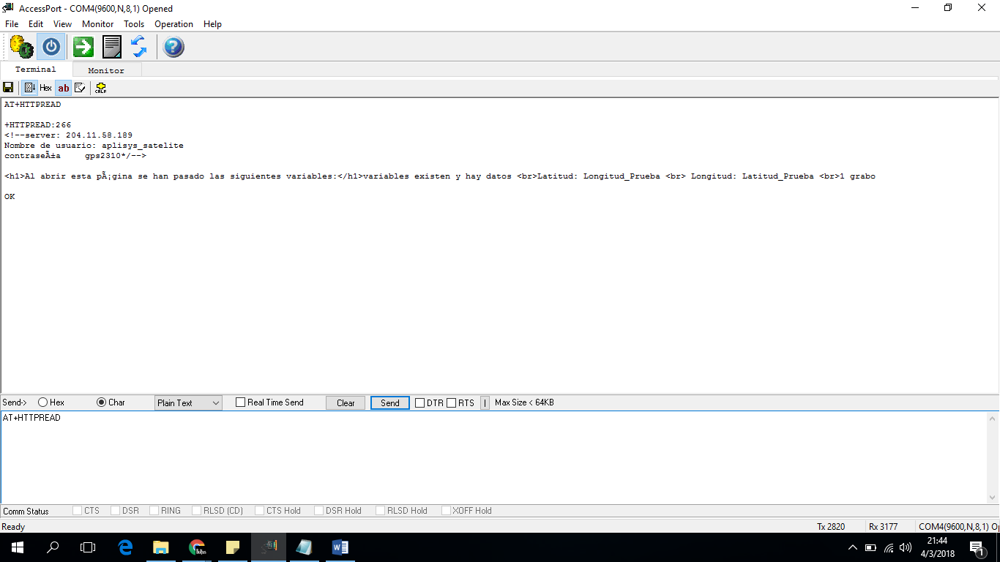 AccessPort - COM4(9600,N,8,1) Opened
File Edit View Monitor Tools Operation Help
Terminal Monitor
Hex ab CRLF
AT+HTTPREAD
+HTTPREAD:266
<!--server: 204.11.58.189
Nombre de usuario: aplisys_satelite
contraseÃ±a     gps2310*/-->
<h1>Al abrir esta pÃ¡gina se han pasado las siguientes variables:</h1>variables existen y hay datos <br>Latitud: Longitud_Prueba <br> Longitud: Latitud_Prueba <br>1 grabo
OK
Send-> Hex Char Plain Text Real Time Send Clear Send DTR RTS | Max Size < 64KB
AT+HTTPREAD
Comm Status CTS DSR RING RLSD (CD) CTS Hold DSR Hold RLSD Hold XOFF Hold
Ready Tx 2820 Rx 3177 COM4(9600,N,8,1) Op
21:44
4/3/2018
1